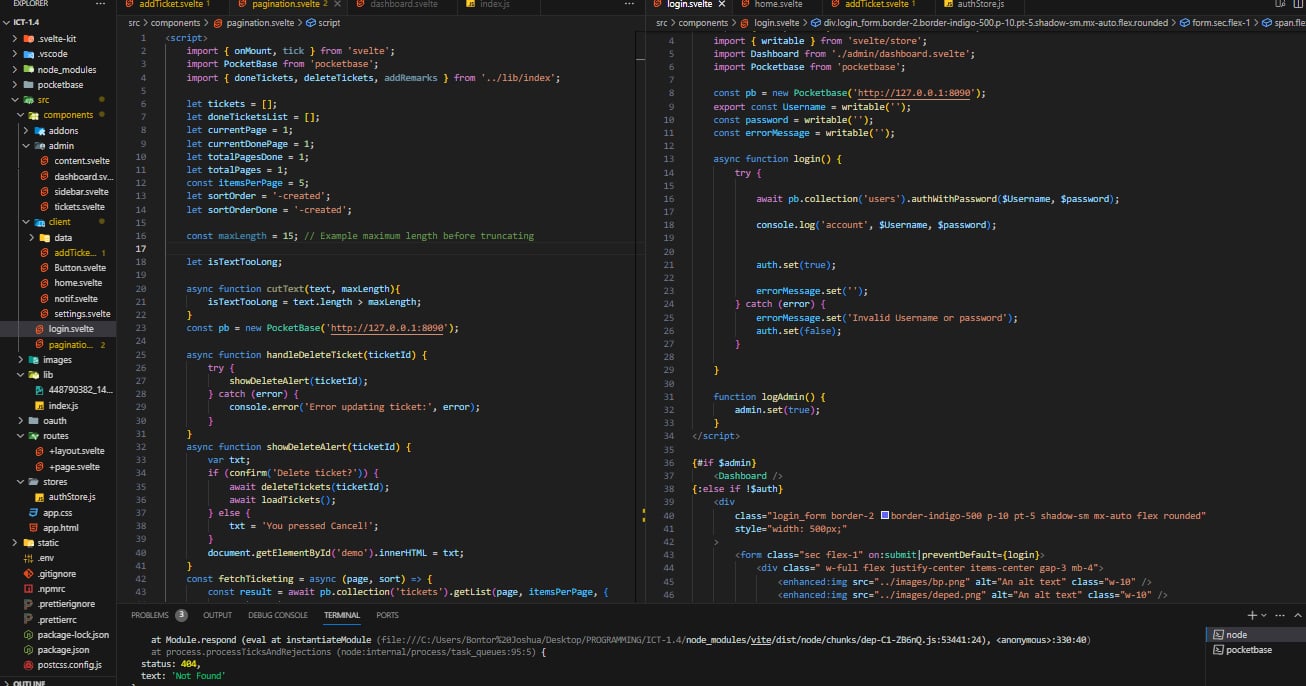 EXPLORER
ICT-1.4
.svelte-kit
.vscode
node_modules
pocketbase
src
components
addons
admin
content.svelte
dashboard.sv...
sidebar.svelte
tickets.svelte
client
data
addTicke... 1
Button.svelte
home.svelte
notif.svelte
settings.svelte
login.svelte
paginatio... 2
images
lib
448790382_14...
index.js
oauth
routes
+layout.svelte
+page.svelte
stores
authStore.js
app.css
app.html
static
.env
.gitignore
.npmrc
.prettierignore
.prettierrc
package-lock.json
package.json
postcss.config.js
OUTLINE
addTicket.svelte 1
pagination.svelte 2
dashboard.svelte
index.js
src > components > pagination.svelte > script
1 <script>
2 import { onMount, tick } from 'svelte';
3 import PocketBase from 'pocketbase';
4 import { doneTickets, deleteTickets, addRemarks } from '../lib/index';
5
6 let tickets = [];
7 let doneTicketsList = [];
8 let currentPage = 1;
9 let currentDonePage = 1;
10 let totalPagesDone = 1;
11 let totalPages = 1;
12 const itemsPerPage = 5;
13 let sortOrder = '-created';
14 let sortOrderDone = '-created';
15
16 const maxLength = 15; // Example maximum length before truncating
17
18 let isTextTooLong;
19
20 async function cutText(text, maxLength){
21 isTextTooLong = text.length > maxLength;
22 }
23 const pb = new PocketBase('http://127.0.0.1:8090');
24
25 async function handleDeleteTicket(ticketId) {
26 try {
27 showDeleteAlert(ticketId);
28 } catch (error) {
29 console.error('Error updating ticket:', error);
30 }
31 }
32 async function showDeleteAlert(ticketId) {
33 var txt;
34 if (confirm('Delete ticket?')) {
35 await deleteTickets(ticketId);
36 await loadTickets();
37 } else {
38 txt = 'You pressed Cancel!';
39 }
40 document.getElementById('demo').innerHTML = txt;
41 }
42 const fetchTicketing = async (page, sort) => {
43 const result = await pb.collection('tickets').getList(page, itemsPerPage, {
login.svelte
home.svelte
addTicket.svelte 1
authStore.js
src > components > login.svelte > div.login_form.border-2.border-indigo-500.p-10.pt-5.shadow-sm.mx-auto.flex.rounded > form.sec.flex-1 > span.fle
4 import { writable } from 'svelte/store';
5 import Dashboard from './admin/dashboard.svelte';
6 import Pocketbase from 'pocketbase';
7
8 const pb = new Pocketbase('http://127.0.0.1:8090');
9 export const Username = writable('');
10 const password = writable('');
11 const errorMessage = writable('');
12
13 async function login() {
14 try {
15
16 await pb.collection('users').authWithPassword($Username, $password);
17
18 console.log('account', $Username, $password);
19
20
21 auth.set(true);
22
23 errorMessage.set('');
24 } catch (error) {
25 errorMessage.set('Invalid Username or password');
26 auth.set(false);
27 }
28
29 }
30
31 function logAdmin() {
32 admin.set(true);
33 }
34 </script>
35
36 {#if $admin}
37 <Dashboard />
38 {:else if !$auth}
39 <div
40 class="login_form border-2 border-indigo-500 p-10 pt-5 shadow-sm mx-auto flex rounded"
41 style="width: 500px;"
42 >
43 <form class="sec flex-1" on:submit|preventDefault={login}>
44 <div class=" w-full flex justify-center items-center gap-3 mb-4">
45 <enhanced:img src="../images/bp.png" alt="An alt text" class="w-10" />
46 <enhanced:img src="../images/deped.png" alt="An alt text" class="w-10" />
PROBLEMS 3 OUTPUT DEBUG CONSOLE TERMINAL PORTS
at Module.respond (eval at instantiateModule (file:///C:/Users/Bontor%20Joshua/Desktop/PROGRAMMING/ICT-1.4/node_modules/vite/dist/node/chunks/dep-C1-ZB6nQ.js:53441:24), <anonymous>:330:40)
at process.processTicksAndRejections (node:internal/process/task_queues:95:5) {
status: 404,
text: 'Not Found'
node
pocketbase